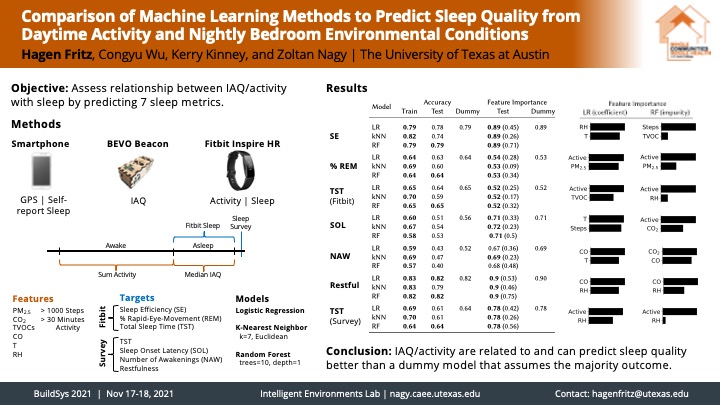 Comparison of Machine Learning Methods to Predict Sleep Quality from
Daytime Activity and Nightly Bedroom Environmental Conditions
Hagen Fritz, Congyu Wu, Kerry Kinney, and Zoltan Nagy | The University of Texas at Austin
WHOLE
COMMUNITIES
WHOLE HEALTH
Objective: Assess relationship between IAQ/activity
with sleep by predicting 7 sleep metrics.
Methods
Smartphone BEVO Beacon Fitbit Inspire HR
GPS | Self-
report Sleep
IAQ
Activity | Sleep
Fitbit Sleep
Sleep
Survey
Awake Asleep
Sum Activity Median IAQ
Features
PM2.5
CO2
TVOCs
CO
T
RH
> 1000 Steps
> 30 Minutes
Activity
Targets
Fitbit
Sleep Efficiency (SE)
% Rapid-Eye-Movement (REM)
Total Sleep Time (TST)
Survey
TST
Sleep Onset Latency (SOL)
Number of Awakenings (NAW)
Restfulness
Models
Logistic Regression
K-Nearest Neighbor
k=7, Euclidean
Random Forest
trees=10, depth=1
Results
Model Accuracy Feature Importance
Train Test Dummy Test Dummy
SE
LR 0.79 0.78 0.79 0.89 (0.45) 0.89
kNN 0.82 0.74 0.89 (0.26)
RF 0.79 0.79 0.89 (0.71)
% REM
LR 0.64 0.63 0.64 0.54 (0.28) 0.53
kNN 0.69 0.60 0.53 (0.09)
RF 0.64 0.64 0.53 (0.34)
TST
(Fitbit)
LR 0.65 0.64 0.65 0.52 (0.25) 0.52
kNN 0.70 0.59 0.52 (0.17)
RF 0.65 0.65 0.52 (0.32)
SOL
LR 0.60 0.51 0.56 0.71 (0.33) 0.71
kNN 0.67 0.54 0.72 (0.23)
RF 0.58 0.53 0.71 (0.5)
NAW
LR 0.59 0.43 0.52 0.67 (0.36) 0.69
kNN 0.69 0.47 0.69 (0.23)
RF 0.57 0.40 0.68 (0.48)
Restful
LR 0.83 0.82 0.82 0.9 (0.53) 0.90
kNN 0.83 0.79 0.9 (0.46)
RF 0.82 0.82 0.9 (0.75)
TST
(Survey)
LR 0.69 0.61 0.64 0.78 (0.42) 0.78
kNN 0.70 0.61 0.78 (0.26)
RF 0.64 0.64 0.78 (0.56)
Feature Importance
LR (coefficient) RF (impurity)
RH Steps
T TVOC
Active Active
PM2.5 PM2.5
Active Active
TVOC RH
T Active
Steps CO2
CO CO2
T CO
CO CO
RH RH
Active Active
RH RH
Conclusion: IAQ/activity are related to and can predict sleep quality
better than a dummy model that assumes the majority outcome.
BuildSys 2021 | Nov 17-18, 2021
Intelligent Environments Lab | nagy.caee.utexas.edu
Contact: hagenfritz@utexas.edu